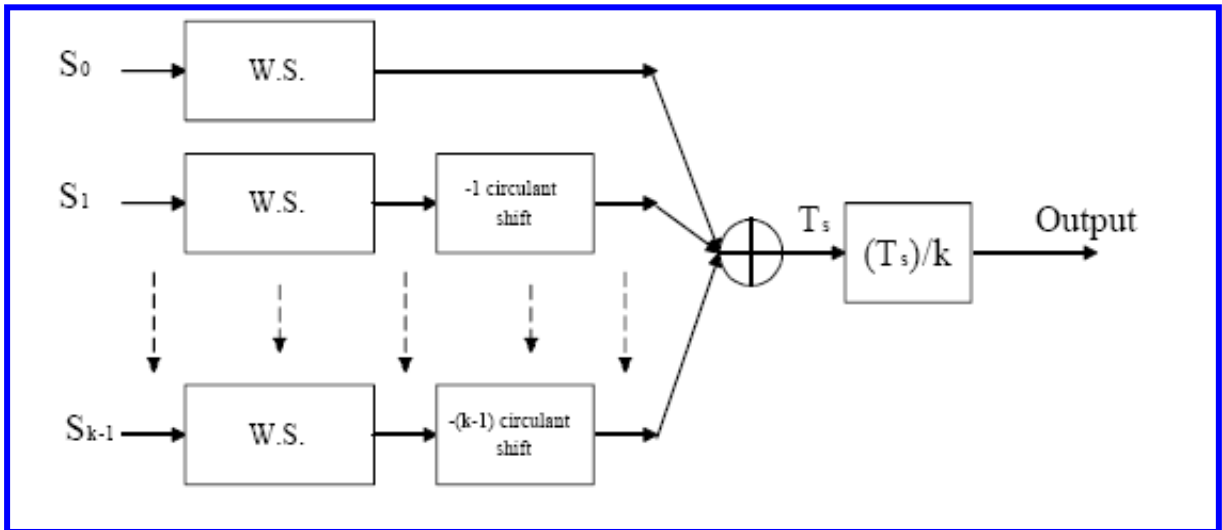 S0
W.S.
S1
W.S.
-1 circulant
shift
Ts
(Ts)/k
Output
Sk-1
W.S.
-(k-1) circulant
shift